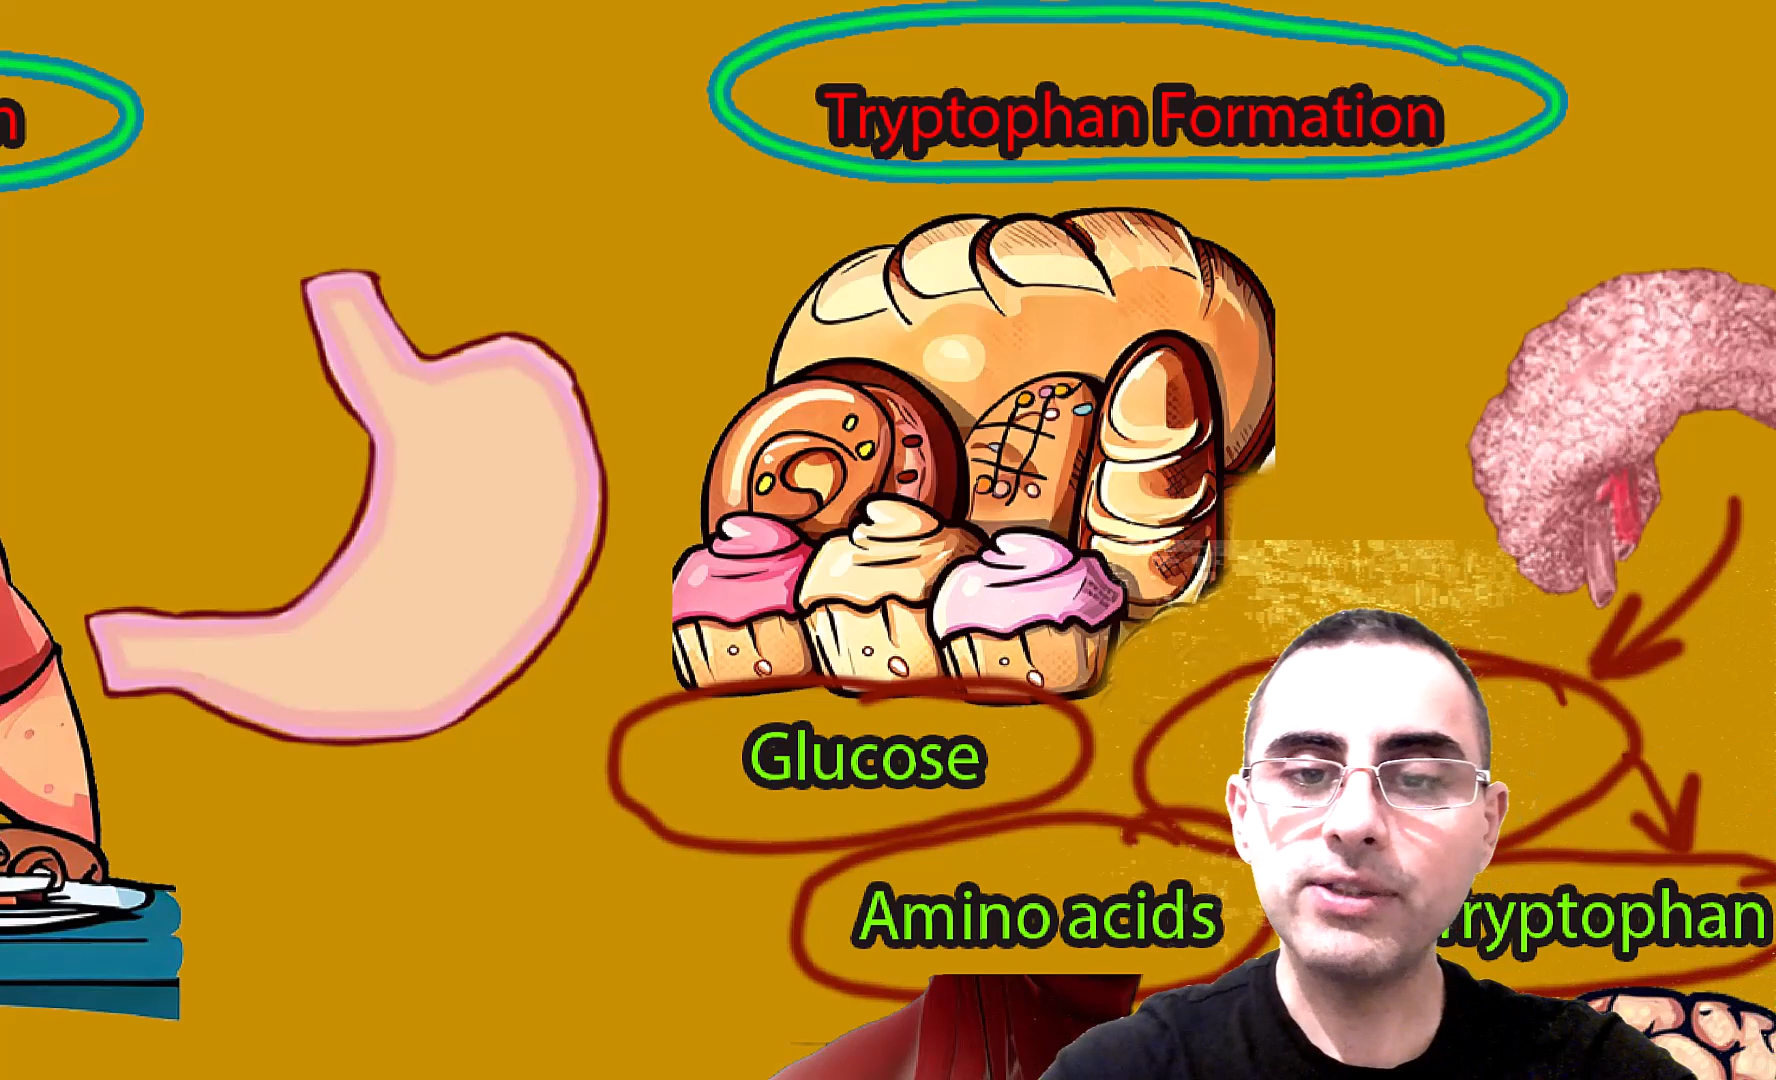 Tryptophan Formation
Glucose
Amino acids
ryptophan